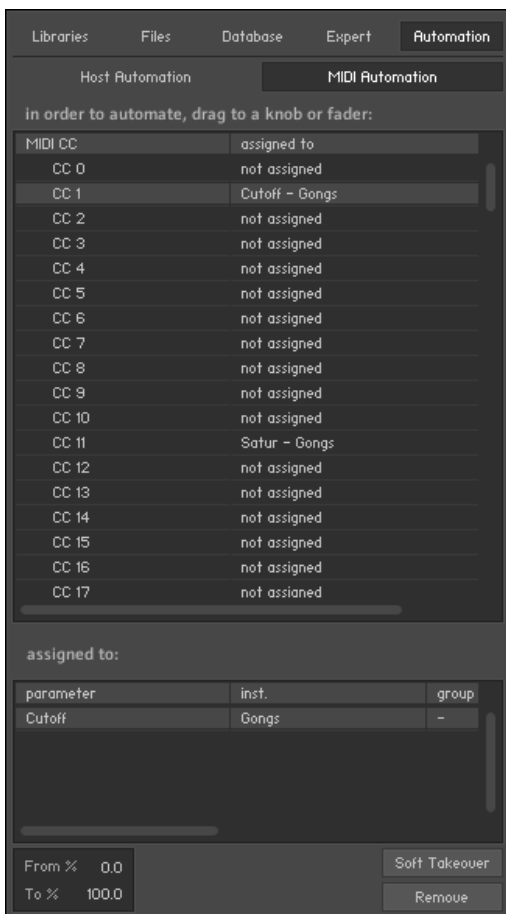 Libraries Files Database Expert Automation
Host Automation MIDI Automation
in order to automate, drag to a knob or fader:
MIDI CC assigned to
CC 0 not assigned
CC 1 Cutoff - Gongs
CC 2 not assigned
CC 3 not assigned
CC 4 not assigned
CC 5 not assigned
CC 6 not assigned
CC 7 not assigned
CC 8 not assigned
CC 9 not assigned
CC 10 not assigned
CC 11 Satur - Gongs
CC 12 not assigned
CC 13 not assigned
CC 14 not assigned
CC 15 not assigned
CC 16 not assigned
CC 17 not assigned
assigned to:
parameter inst. group
Cutoff Gongs -
From % 0.0 Soft Takeover
To % 100.0 Remove